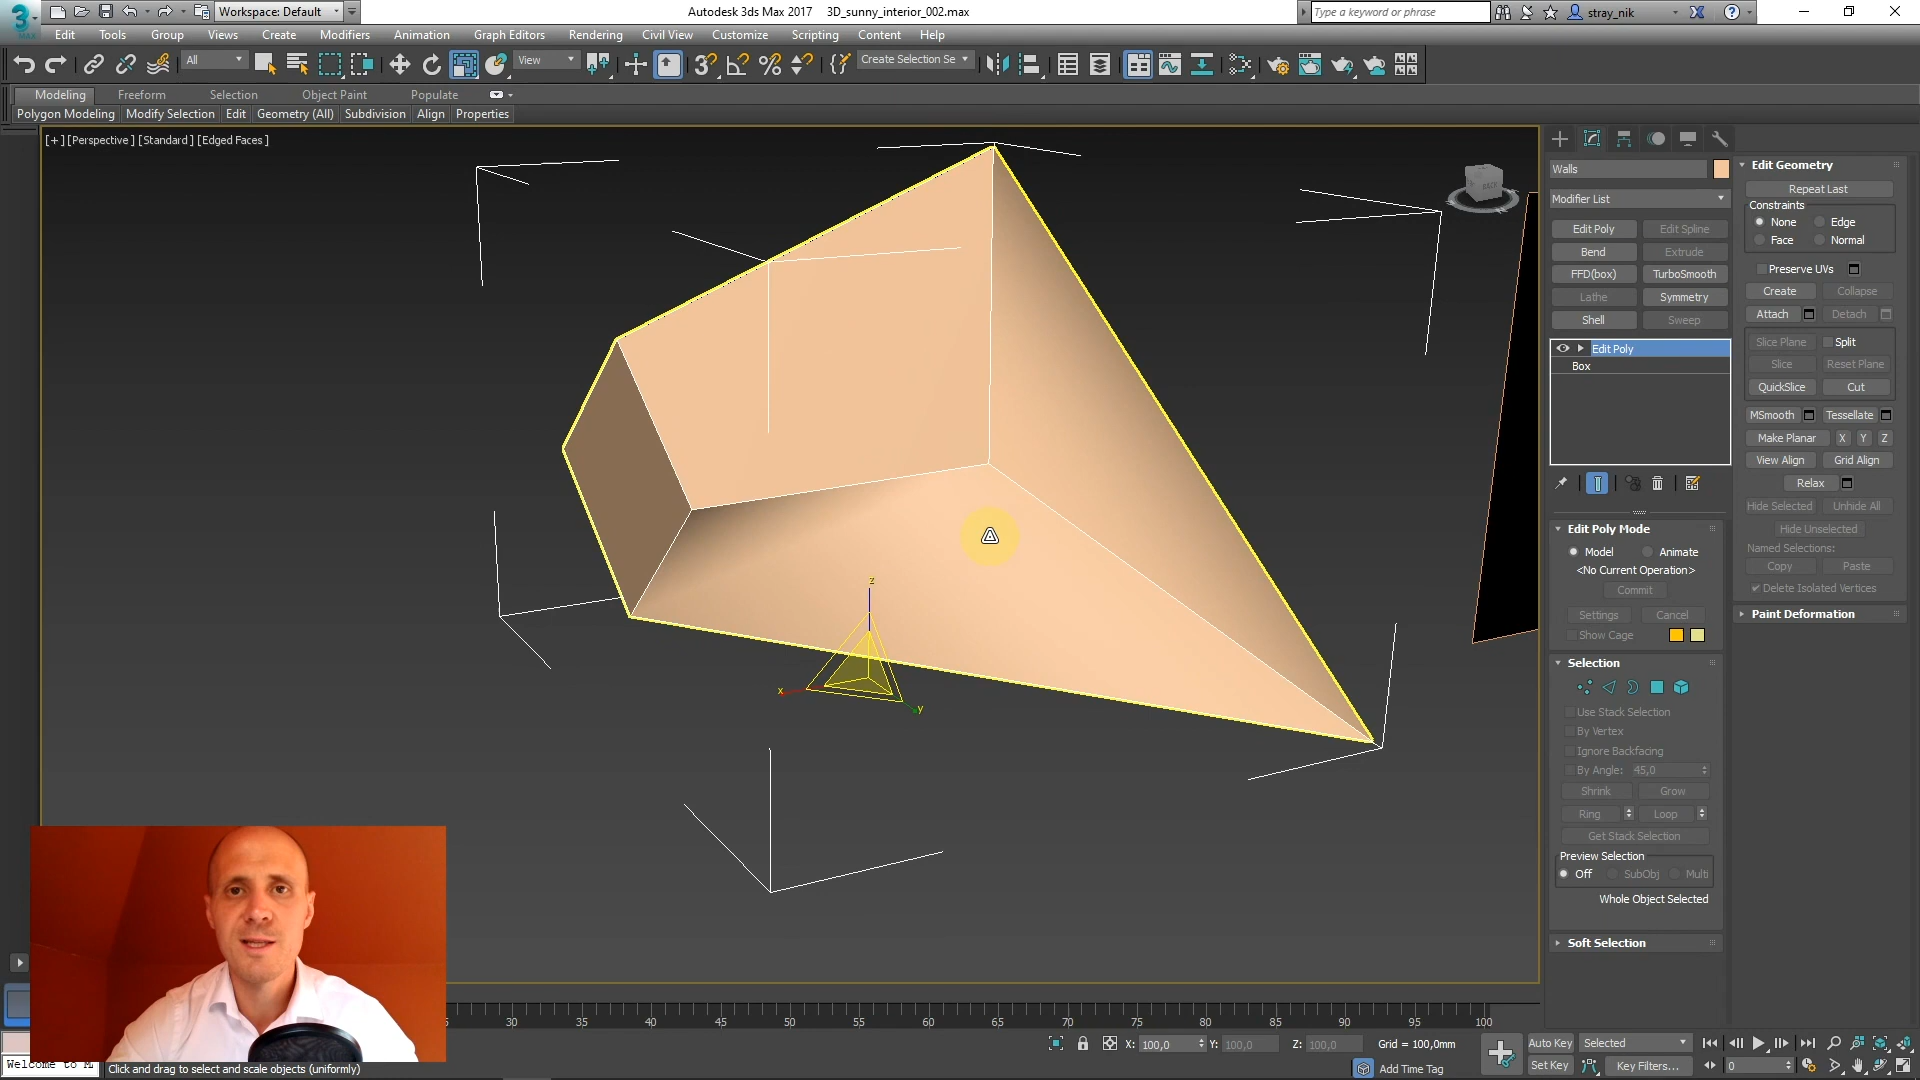 Workspace: Default
Autodesk 3ds Max 2017 3D_sunny_interior_002.max
Type a keyword or phrase
stray_nik
3
MAX
Edit Tools Group Views Create Modifiers Animation Graph Editors Rendering Civil View Customize Scripting Content Help
All
View
Create Selection Se
Modeling Freeform Selection Object Paint Populate
Polygon Modeling Modify Selection Edit Geometry (All) Subdivision Align Properties
[+] [Perspective] [Standard] [Edged Faces]
z
x
y
Walls
Modifier List
Edit Poly Edit Spline
Bend Extrude
FFD(box) TurboSmooth
Lathe Symmetry
Shell Sweep
Edit Poly
Box
Edit Poly Mode
Model Animate
<No Current Operation>
Commit
Settings Cancel
Show Cage
Selection
Use Stack Selection
By Vertex
Ignore Backfacing
By Angle: 45,0
Shrink Grow
Ring Loop
Get Stack Selection
Preview Selection
Off SubObj Multi
Whole Object Selected
Soft Selection
Edit Geometry
Repeat Last
Constraints
None Edge
Face Normal
Preserve UVs
Create Collapse
Attach Detach
Slice Plane Split
Slice Reset Plane
QuickSlice Cut
MSmooth Tessellate
Make Planar X Y Z
View Align Grid Align
Relax
Hide Selected Unhide All
Hide Unselected
Named Selections:
Copy Paste
Delete Isolated Vertices
Paint Deformation
30 35 40 45 50 55 60 65 70 75 80 85 90 95 100
X: 100,0 Y: 100,0 Z: 100,0 Grid = 100,0mm
Add Time Tag
Auto Key Selected
Set Key Key Filters...
0
Welcome to M
Click and drag to select and scale objects (uniformly)